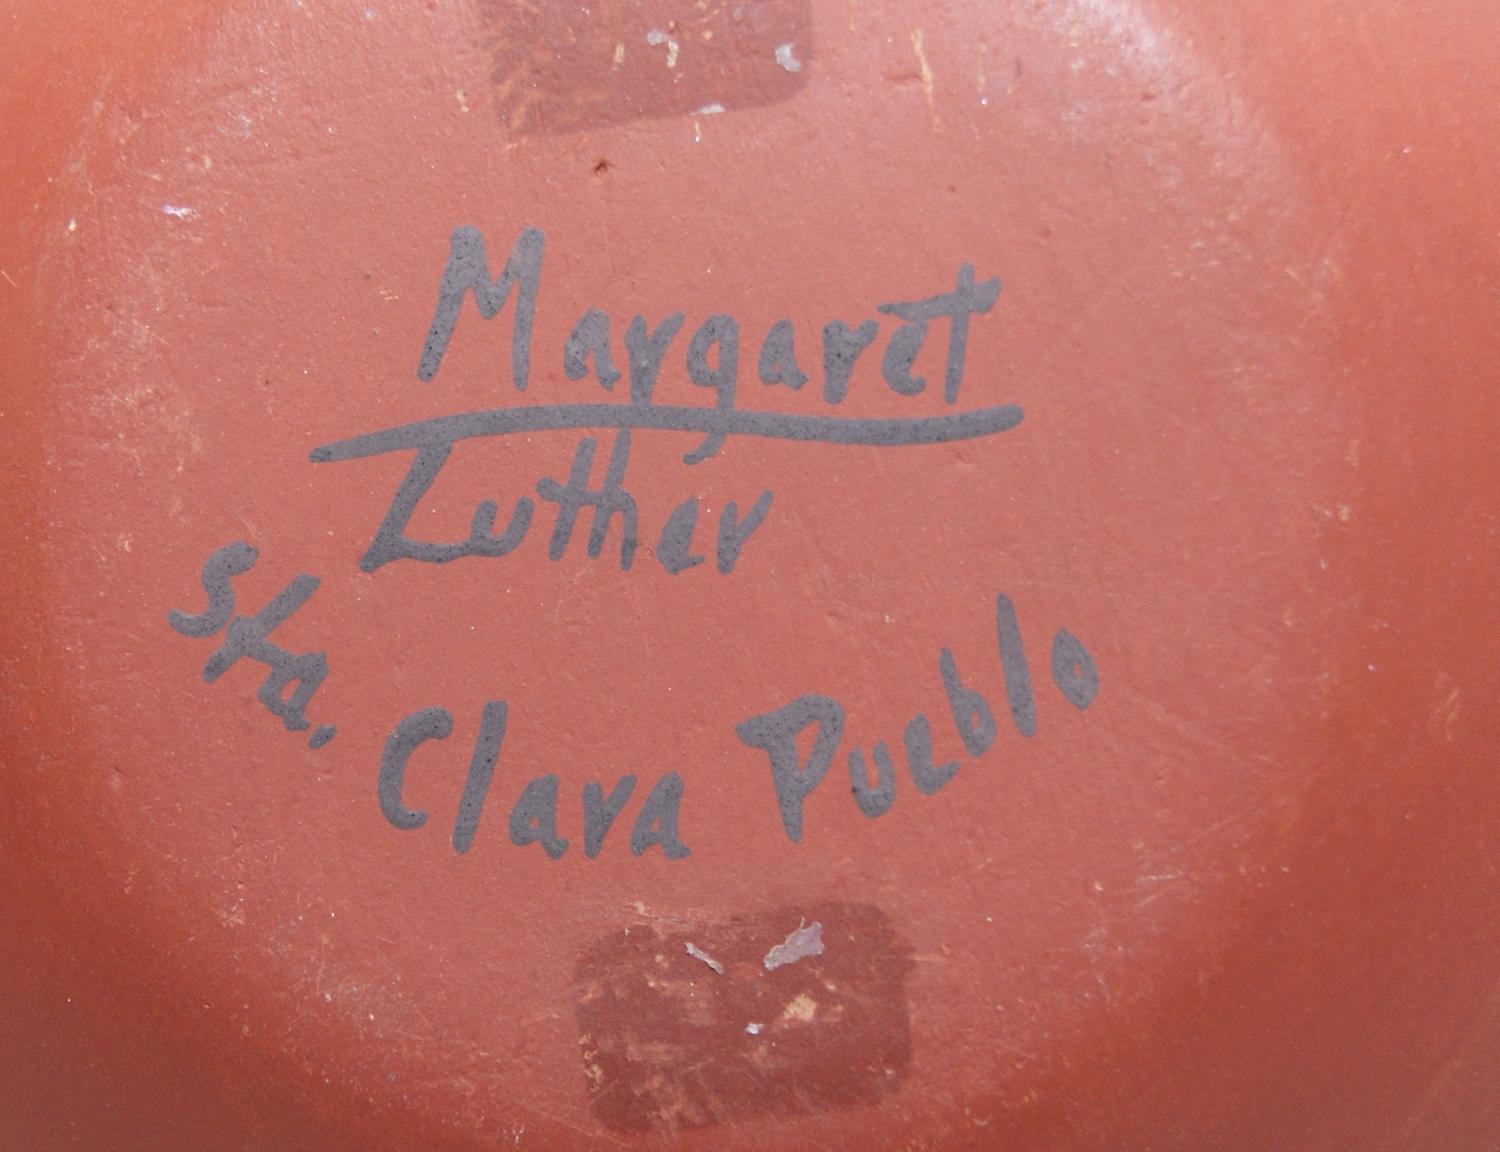 Margaret
Luther
Sta. Clara Pueblo